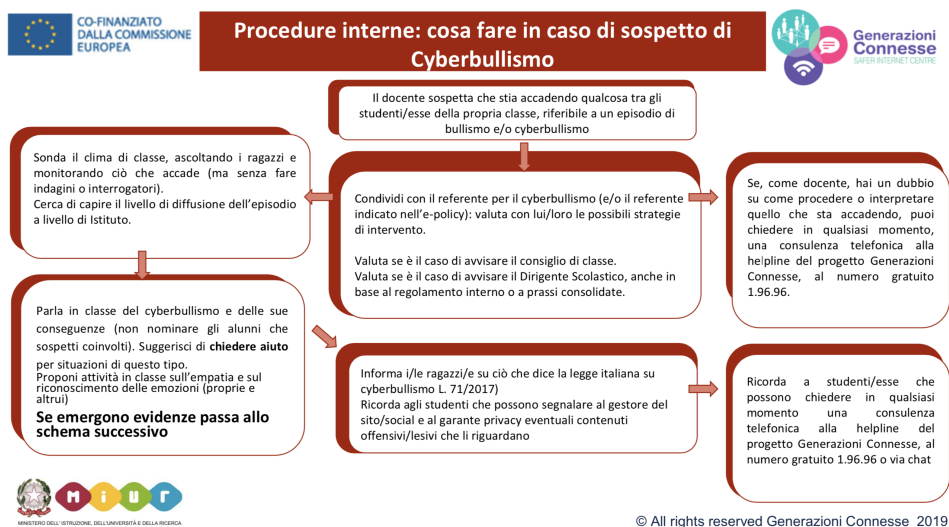 CO-FINANZIATO
DALLA COMMISSIONE
EUROPEA
Procedure interne: cosa fare in caso di sospetto di
Cyberbullismo
Generazioni
Connesse
SAFER INTERNET CENTRE
Il docente sospetta che stia accadendo qualcosa tra gli
studenti/esse della propria classe, riferibile a un episodio di
bullismo e/o cyberbullismo
Sonda il clima di classe, ascoltando i ragazzi e
monitorando ciò che accade (ma senza fare
indagini o interrogatori).
Cerca di capire il livello di diffusione dell'episodio
a livello di Istituto.
Condividi con il referente per il cyberbullismo (e/o il referente
indicato nell'e-policy): valuta con lui/loro le possibili strategie
di intervento.
Valuta se è il caso di avvisare il consiglio di classe.
Valuta se è il caso di avvisare il Dirigente Scolastico, anche in
base al regolamento interno o a prassi consolidate.
Se, come docente, hai un dubbio
su come procedere o interpretare
quello che sta accadendo, puoi
chiedere in qualsiasi momento,
una consulenza telefonica alla
helpline del progetto Generazioni
Connesse, al numero gratuito
1.96.96.
Parla in classe del cyberbullismo e delle sue
conseguenze (non nominare gli alunni che
sospetti coinvolti). Suggerisci di chiedere aiuto
per situazioni di questo tipo.
Proponi attività in classe sull'empatia e sul
riconoscimento delle emozioni (proprie e
altrui)
Se emergono evidenze passa allo
schema successivo
Informa i/le ragazzi/e su ciò che dice la legge italiana su
cyberbullismo L. 71/2017)
Ricorda agli studenti che possono segnalare al gestore del
sito/social e al garante privacy eventuali contenuti
offensivi/lesivi che li riguardano
Ricorda a studenti/esse che
possono chiedere in qualsiasi
momento una consulenza
telefonica alla helpline del
progetto Generazioni Connesse, al
numero gratuito 1.96.96 o via chat
MIUR
MINISTERO DELL' ISTRUZIONE, DELL'UNIVERSITÀ E DELLA RICERCA
© All rights reserved Generazioni Connesse 2019